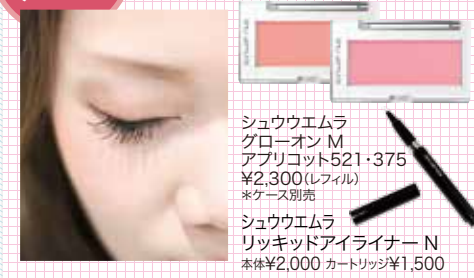 シュウウエムラ
グローオン M
アプリコット521・375
¥2,300(レフィル)
*ケース別売
シュウウエムラ
リッキッドアイライナー N
本体¥2,000 カートリッジ¥1,500